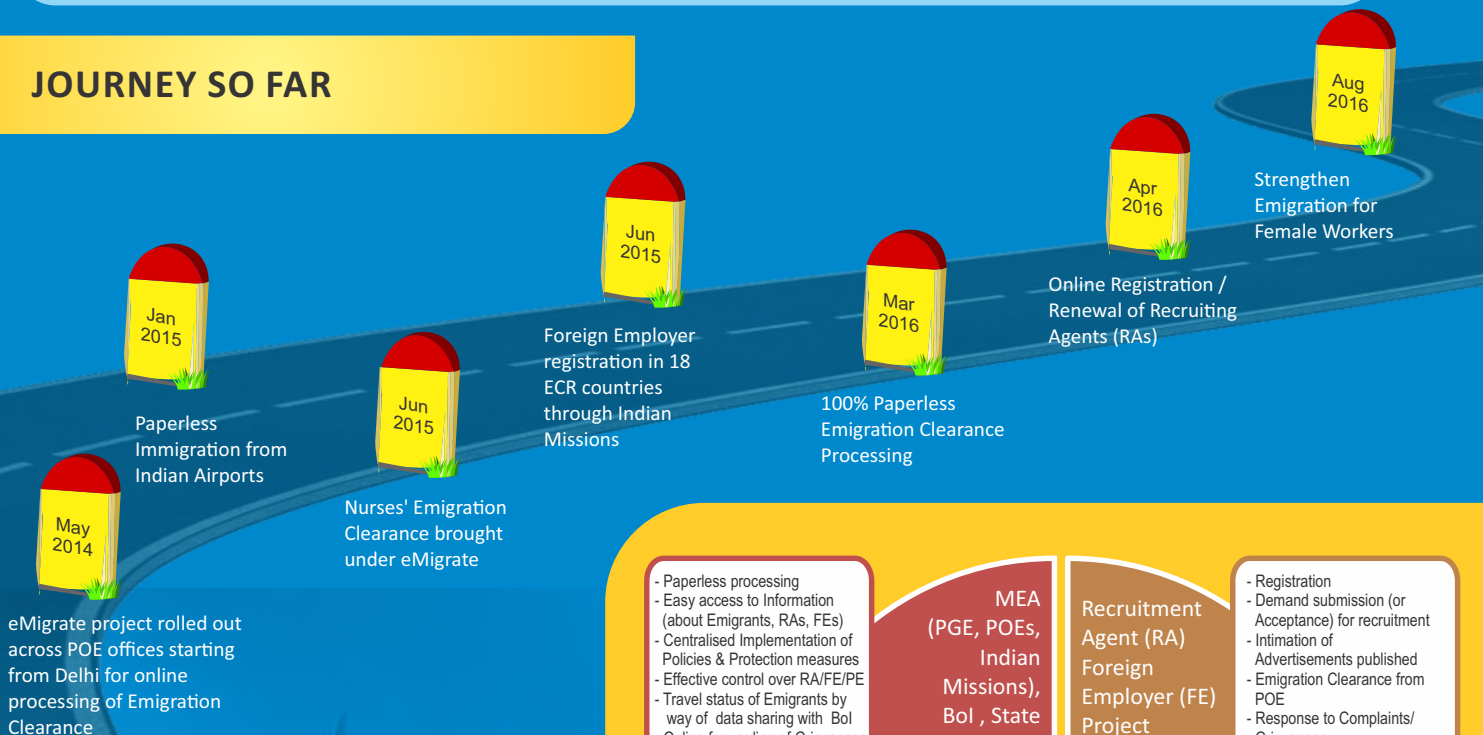 JOURNEY SO FAR
May
2014
eMigrate project rolled out
across POE offices starting
from Delhi for online
processing of Emigration
Clearance
Jan
2015
Paperless
Immigration from
Indian Airports
Jun
2015
Nurses' Emigration
Clearance brought
under eMigrate
Jun
2015
Foreign Employer
registration in 18
ECR countries
through Indian
Missions
Mar
2016
100% Paperless
Emigration Clearance
Processing
Apr
2016
Online Registration /
Renewal of Recruiting
Agents (RAs)
Aug
2016
Strengthen
Emigration for
Female Workers
- Paperless processing
- Easy access to Information
(about Emigrants, RAs, FEs)
- Centralised Implementation of
Policies & Protection measures
- Effective control over RA/FE/PE
- Travel status of Emigrants by
way of data sharing with BoI
MEA
(PGE, POEs,
Indian
Missions),
BoI , State
Recruitment
Agent (RA)
Foreign
Employer (FE)
Project
- Registration
- Demand submission (or
Acceptance) for recruitment
- Intimation of
Advertisements published
- Emigration Clearance from
POE
- Response to Complaints/